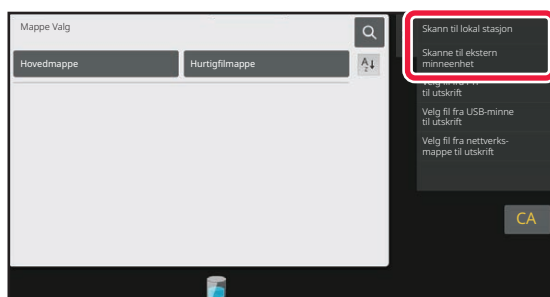 Mappe Valg
Hovedmappe
Hurtigfilmappe
A
z
Skann til lokal stasjon
Skanne til ekstern
minneenhet
til utskrift
Velg fil fra USB-minne
til utskrift
Velg fil fra nettverks-
mappe til utskrift
CA